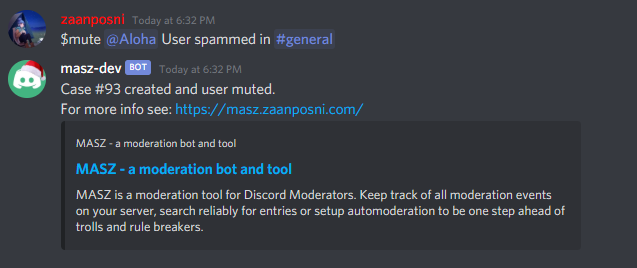 zaanposni Today at 6:32 PM
$mute @Aloha User spammed in #general
masz-dev BOT Today at 6:32 PM
Case #93 created and user muted.
For more info see: https://masz.zaanposni.com/
MASZ - a moderation bot and tool
MASZ - a moderation bot and tool
MASZ is a moderation tool for Discord Moderators. Keep track of all moderation events
on your server, search reliably for entries or setup automoderation to be one step ahead of
trolls and rule breakers.